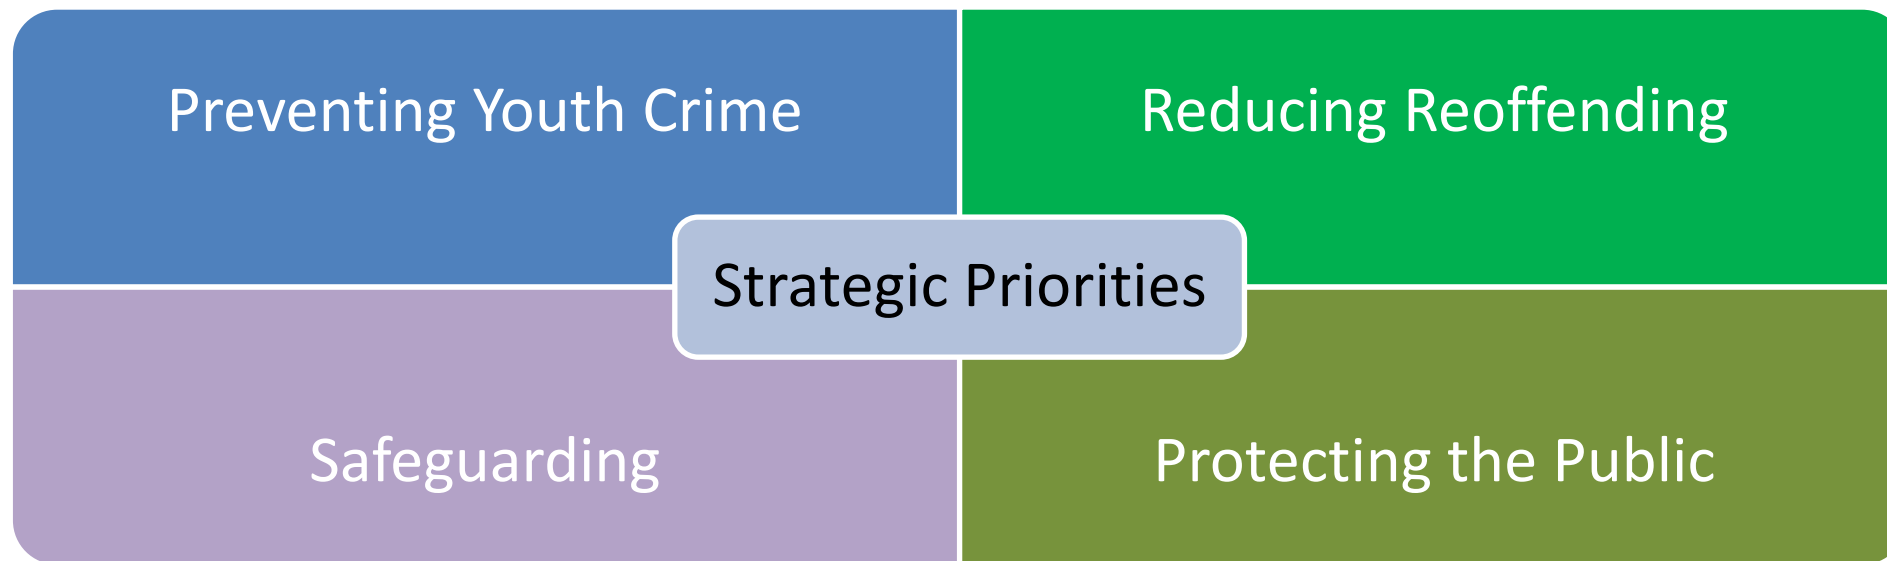 Preventing Youth Crime
Reducing Reoffending
Strategic Priorities
Safeguarding
Protecting the Public